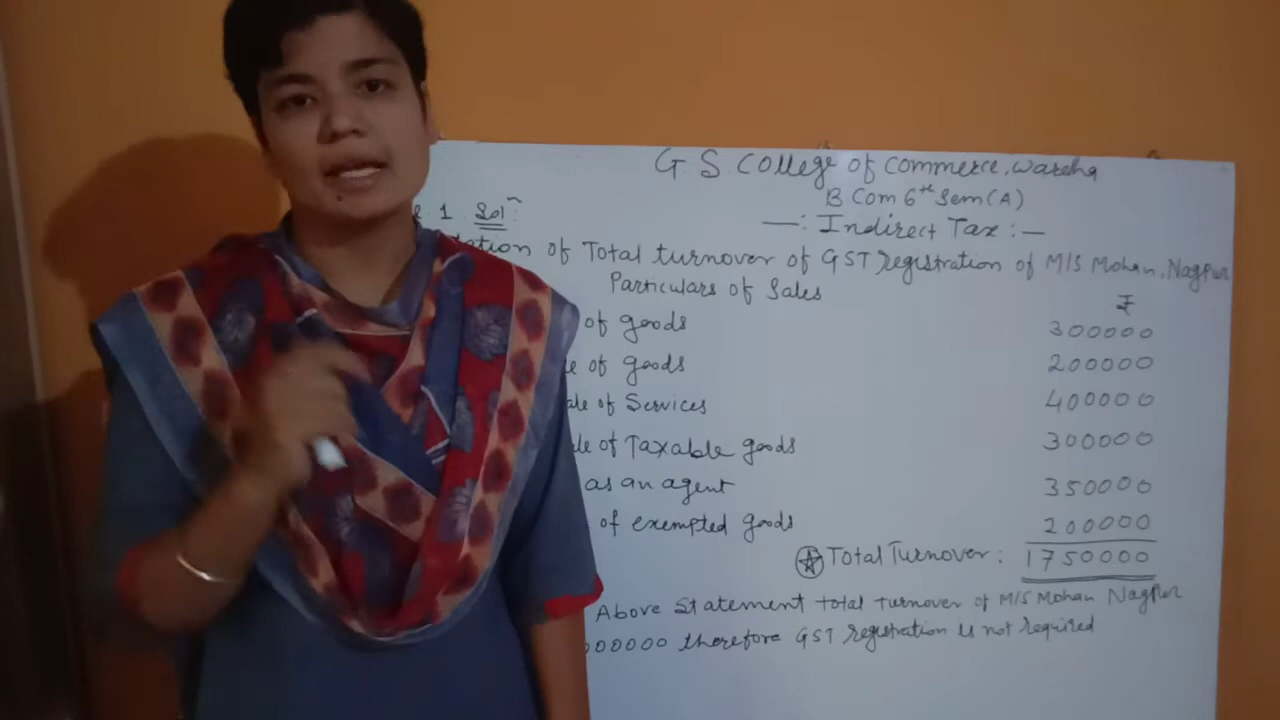 G. S. College of commerce, wardha
B Com 6th Sem (A)
1 Soln:
—: Indirect Tax :—
of Total turnover of GST registration of M/S Mohan, Nagpur
Particulars of Sales
₹
of goods 300000
of goods 200000
of Services 400000
of Taxable goods 300000
as an agent 350000
of exempted goods 200000
Total Turnover: 1750000
Above Statement total turnover of M/S Mohan Nagpur
therefore GST registration is not required